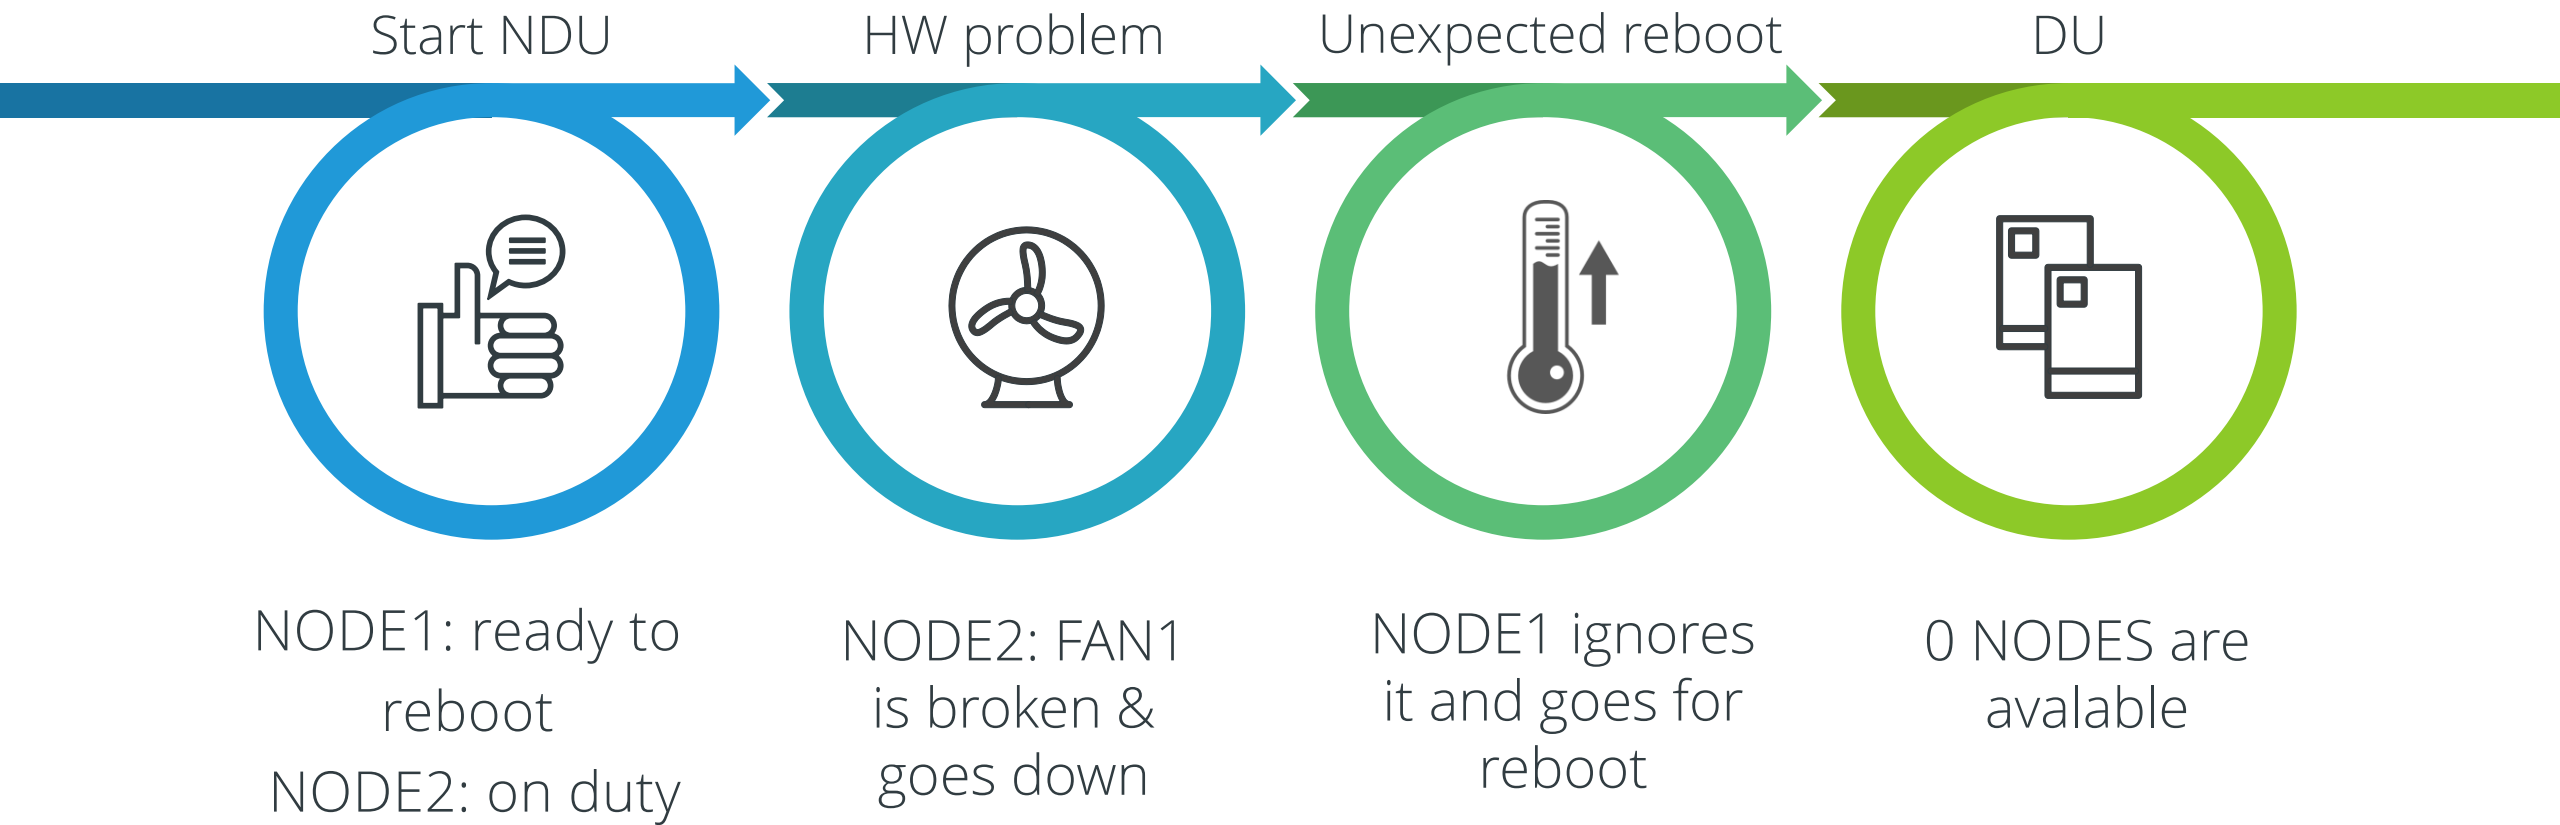 Start NDU
HW problem
Unexpected reboot
DU
NODE1: ready to
reboot
NODE2: on duty
NODE2: FAN1
is broken &
goes down
NODE1 ignores
it and goes for
reboot
0 NODES are
avalable